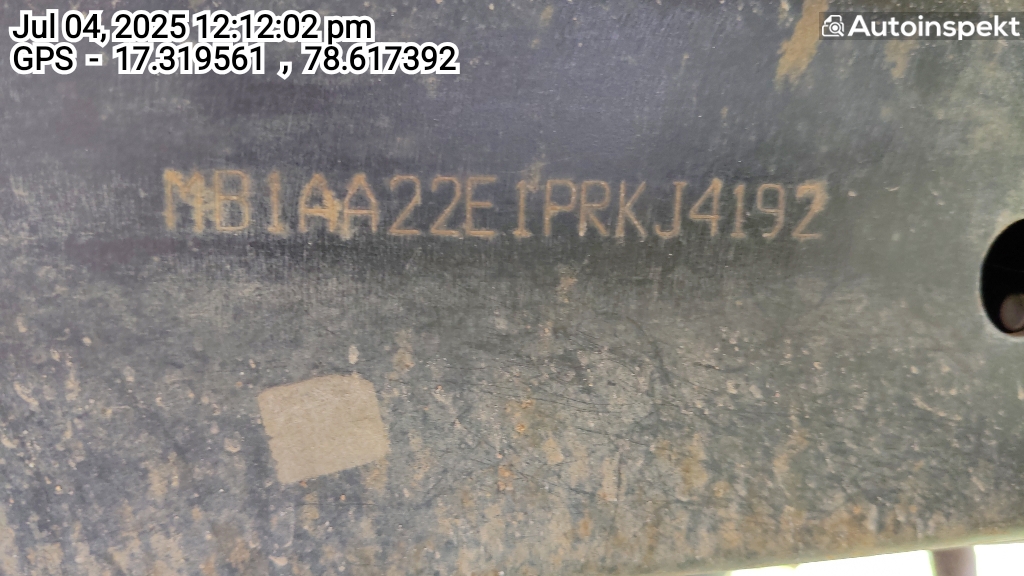 Jul 04, 2025 12:12:02 pm
Autoinspekt
GPS - 17.319561 , 78.617392
MB1AA22E1PRKJ4192